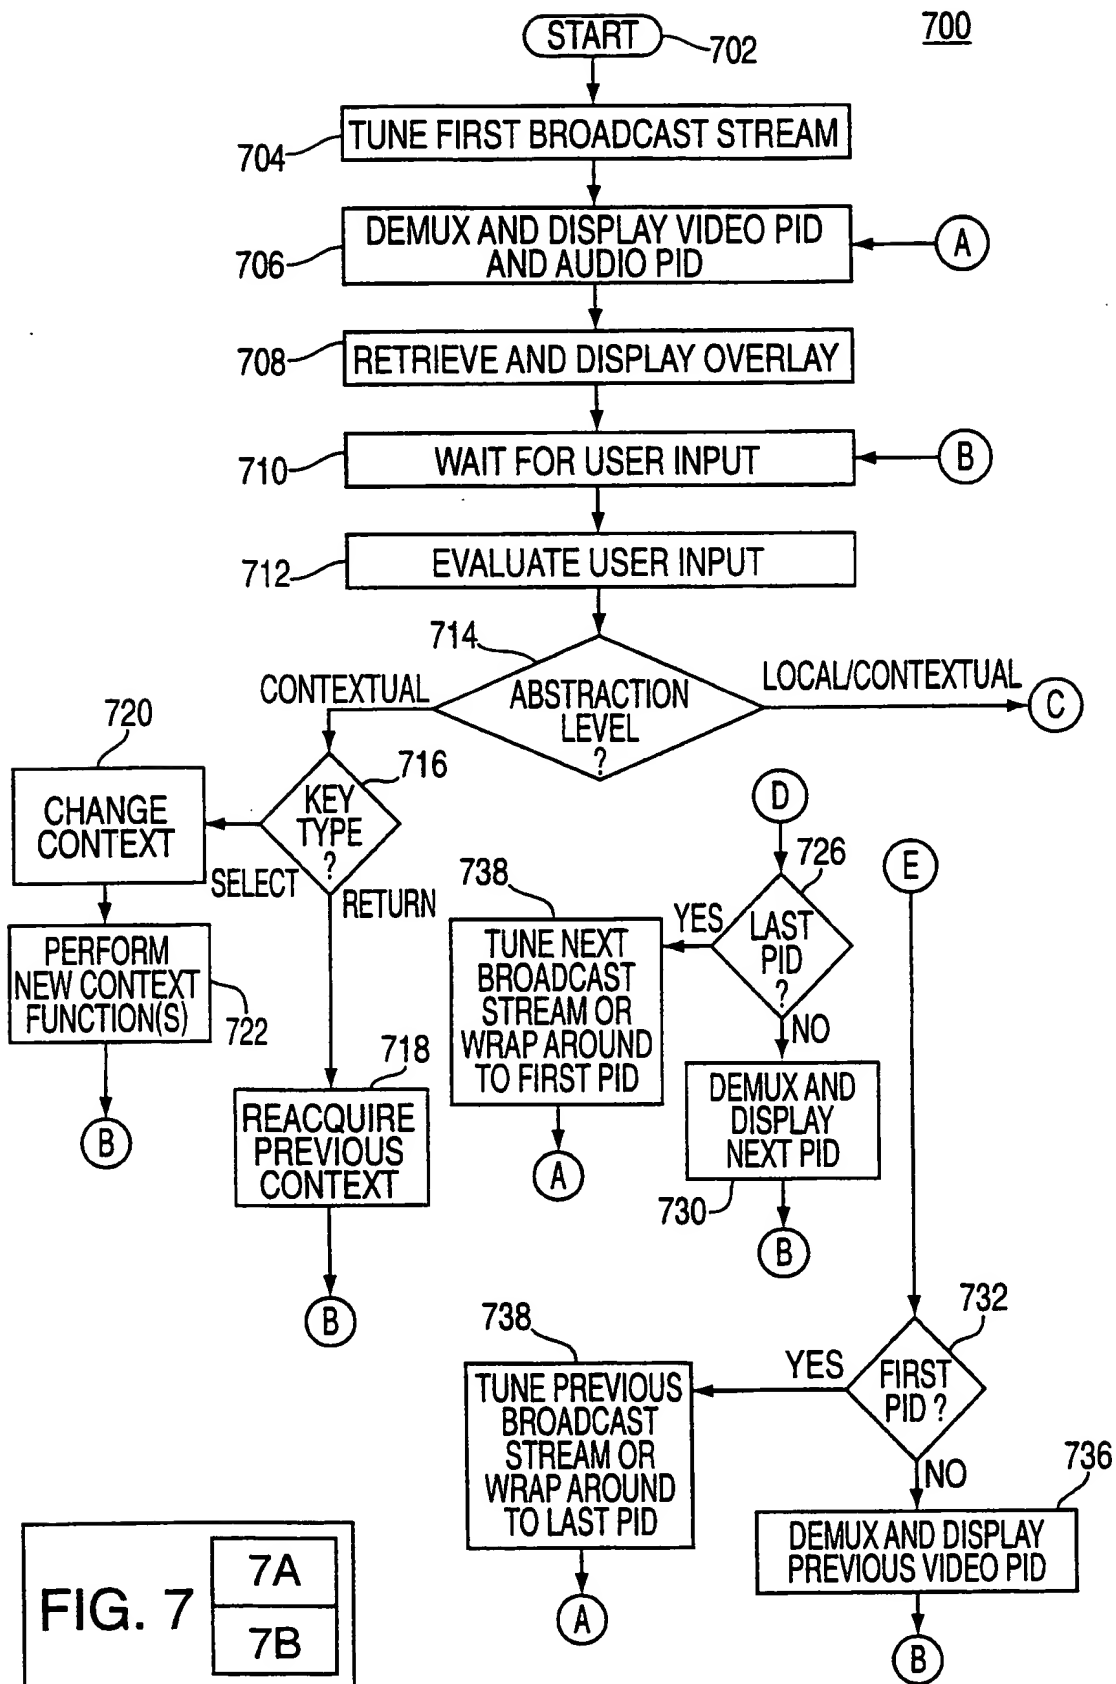 START
702
700
704
TUNE FIRST BROADCAST STREAM
706
DEMUX AND DISPLAY VIDEO PID
AND AUDIO PID
A
708
RETRIEVE AND DISPLAY OVERLAY
710
WAIT FOR USER INPUT
B
712
EVALUATE USER INPUT
714
ABSTRACTION
LEVEL
?
CONTEXTUAL
LOCAL/CONTEXTUAL
C
720
CHANGE
CONTEXT
716
KEY
TYPE
?
SELECT
RETURN
PERFORM
NEW CONTEXT
FUNCTION(S)
722
B
718
REACQUIRE
PREVIOUS
CONTEXT
B
D
726
LAST
PID
?
YES
NO
738
TUNE NEXT
BROADCAST
STREAM OR
WRAP AROUND
TO FIRST PID
A
DEMUX AND
DISPLAY
NEXT PID
730
B
E
732
FIRST
PID ?
YES
NO
738
TUNE PREVIOUS
BROADCAST
STREAM OR
WRAP AROUND
TO LAST PID
A
736
DEMUX AND DISPLAY
PREVIOUS VIDEO PID
B
FIG. 7
7A
7B